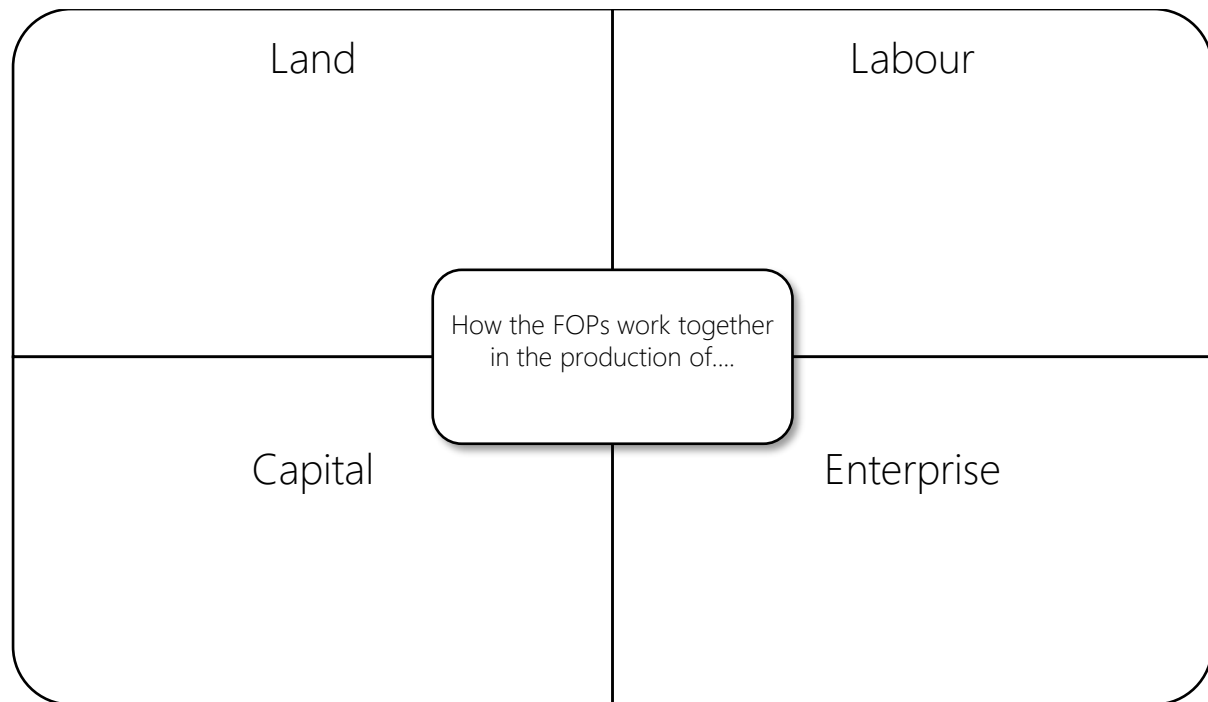 Land
Labour
How the FOPs work together
in the production of....
Capital
Enterprise